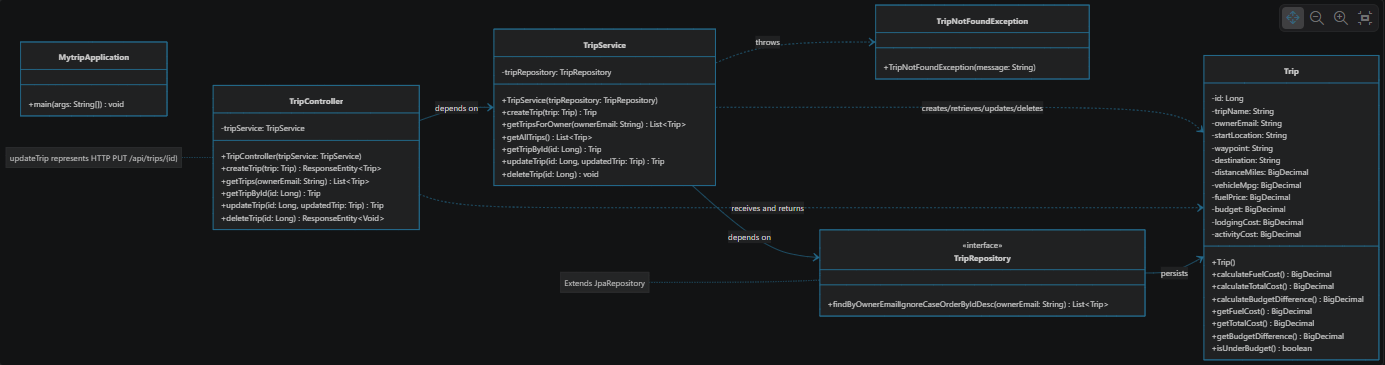 MytripApplication
+main(args: String[]) : void
updateTrip represents HTTP PUT /api/trips/{id}
TripController
-tripService: TripService
+TripController(tripService: TripService)
+createTrip(trip: Trip) : ResponseEntity<Trip>
+getTrips(ownerEmail: String) : List<Trip>
+getTripById(id: Long) : Trip
+updateTrip(id: Long, updatedTrip: Trip) : Trip
+deleteTrip(id: Long) : ResponseEntity<Void>
depends on
TripService
-tripRepository: TripRepository
+TripService(tripRepository: TripRepository)
+createTrip(trip: Trip) : Trip
+getTripsForOwner(ownerEmail: String) : List<Trip>
+getAllTrips() : List<Trip>
+getTripById(id: Long) : Trip
+updateTrip(id: Long, updatedTrip: Trip) : Trip
+deleteTrip(id: Long) : void
throws
TripNotFoundException
+TripNotFoundException(message: String)
creates/retrieves/updates/deletes
receives and returns
depends on
Extends JpaRepository
«interface»
TripRepository
+findByOwnerEmailIgnoreCaseOrderByIdDesc(ownerEmail: String) : List<Trip>
persists
Trip
-id: Long
-tripName: String
-ownerEmail: String
-startLocation: String
-waypoint: String
-destination: String
-distanceMiles: BigDecimal
-vehicleMpg: BigDecimal
-fuelPrice: BigDecimal
-budget: BigDecimal
-lodgingCost: BigDecimal
-activityCost: BigDecimal
+Trip()
+calculateFuelCost() : BigDecimal
+calculateTotalCost() : BigDecimal
+calculateBudgetDifference() : BigDecimal
+getFuelCost() : BigDecimal
+getTotalCost() : BigDecimal
+getBudgetDifference() : BigDecimal
+isUnderBudget() : boolean